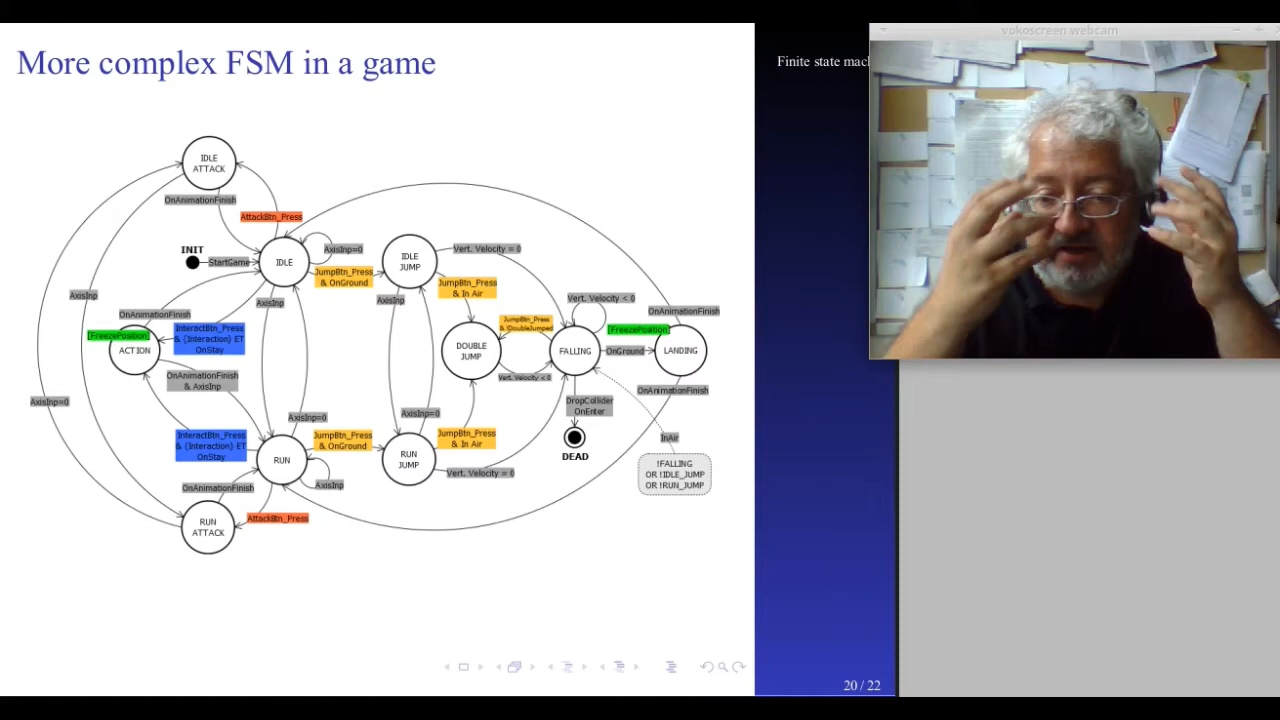 More complex FSM in a game
Finite state mac
vokoscreen webcam
IDLE
ATTACK
OnAnimationFinish
AttackBtn_Press
INIT
StartGame
IDLE
AxisInp=0
JumpBtn_Press
& OnGround
IDLE
JUMP
Vert. Velocity = 0
JumpBtn_Press
& In Air
AxisInp
AxisInp
AxisInp
OnAnimationFinish
[FreezePosition]
ACTION
InteractBtn_Press
& {Interaction} ET
OnStay
Vert. Velocity < 0
OnAnimationFinish
[FreezePosition]
JumpBtn_Press
& !DoubleJumped
DOUBLE
JUMP
FALLING
OnGround
LANDING
Vert. Velocity < 0
OnAnimationFinish
& AxisInp
OnAnimationFinish
DropCollider
OnEnter
AxisInp=0
AxisInp=0
AxisInp=0
InteractBtn_Press
& {Interaction} ET
OnStay
RUN
JumpBtn_Press
& OnGround
RUN
JUMP
JumpBtn_Press
& In Air
DEAD
InAir
!FALLING
OR !IDLE_JUMP
OR !RUN_JUMP
Vert. Velocity = 0
OnAnimationFinish
AxisInp
RUN
ATTACK
AttackBtn_Press
20 / 22